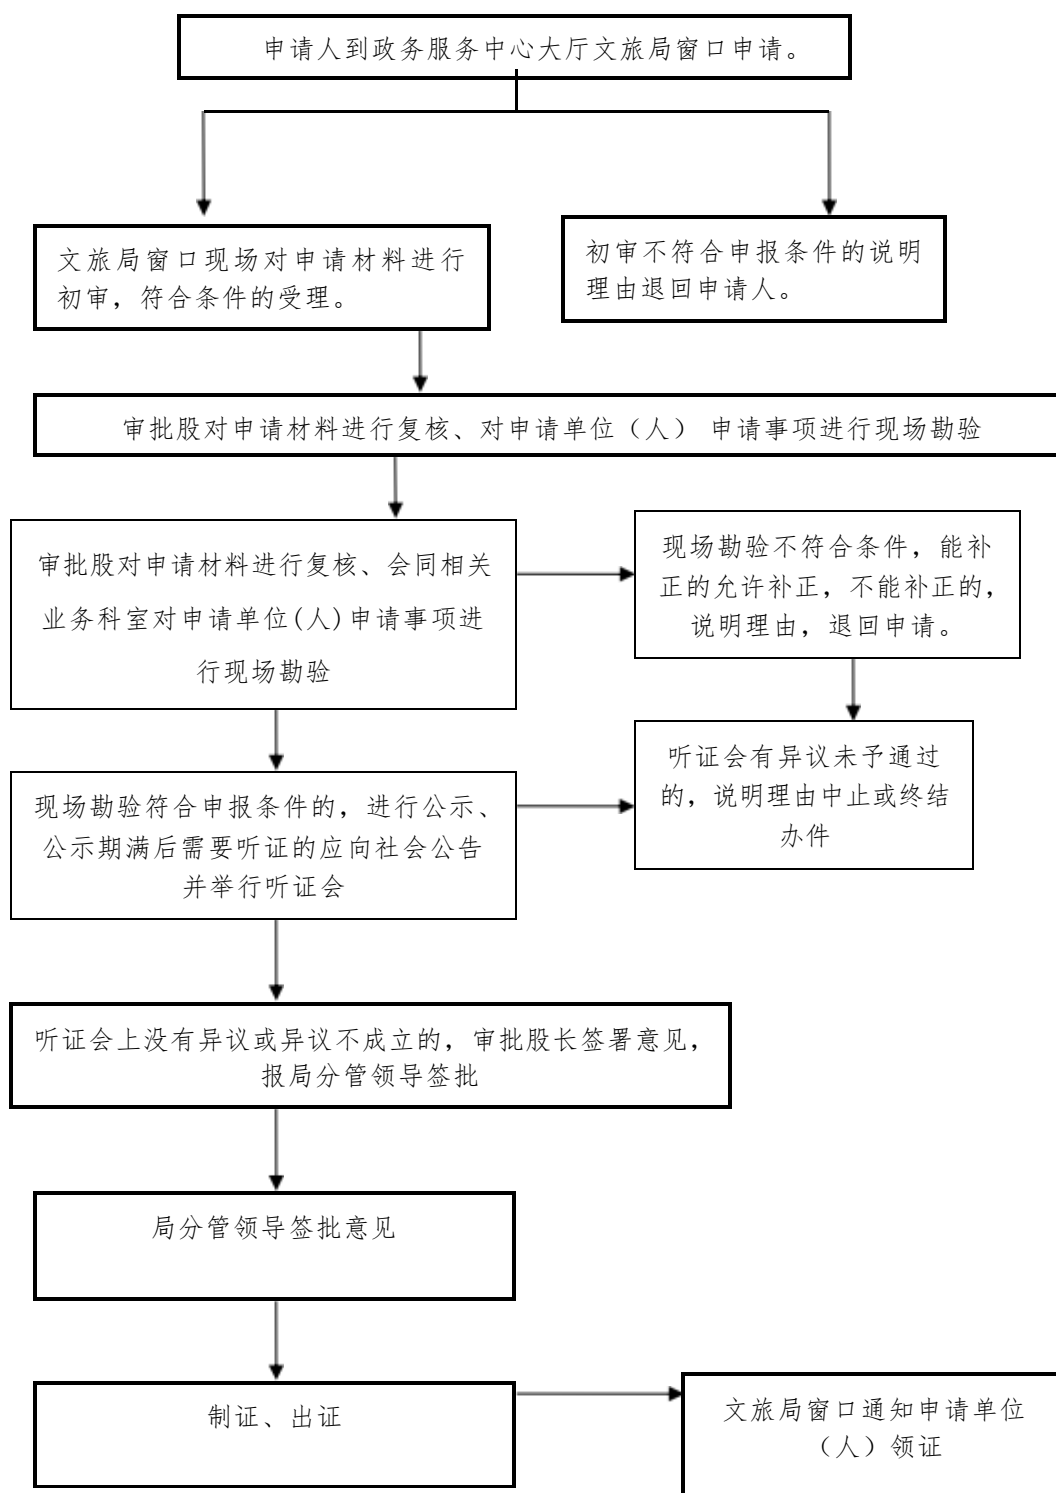 申请人到政务服务中心大厅文旅局窗口申请。
文旅局窗口现场对申请材料进行
初审，符合条件的受理。
初审不符合申报条件的说明
理由退回申请人。
审批股对申请材料进行复核、对申请单位（人） 申请事项进行现场勘验
审批股对申请材料进行复核、会同相关
业务科室对申请单位(人)申请事项进
行现场勘验
现场勘验不符合条件，能补
正的允许补正，不能补正的，
说明理由，退回申请。
听证会有异议未予通过
的，说明理由中止或终结
办件
现场勘验符合申报条件的，进行公示、
公示期满后需要听证的应向社会公告
并举行听证会
听证会上没有异议或异议不成立的，审批股长签署意见，
报局分管领导签批
局分管领导签批意见
制证、出证
文旅局窗口通知申请单位
（人）领证